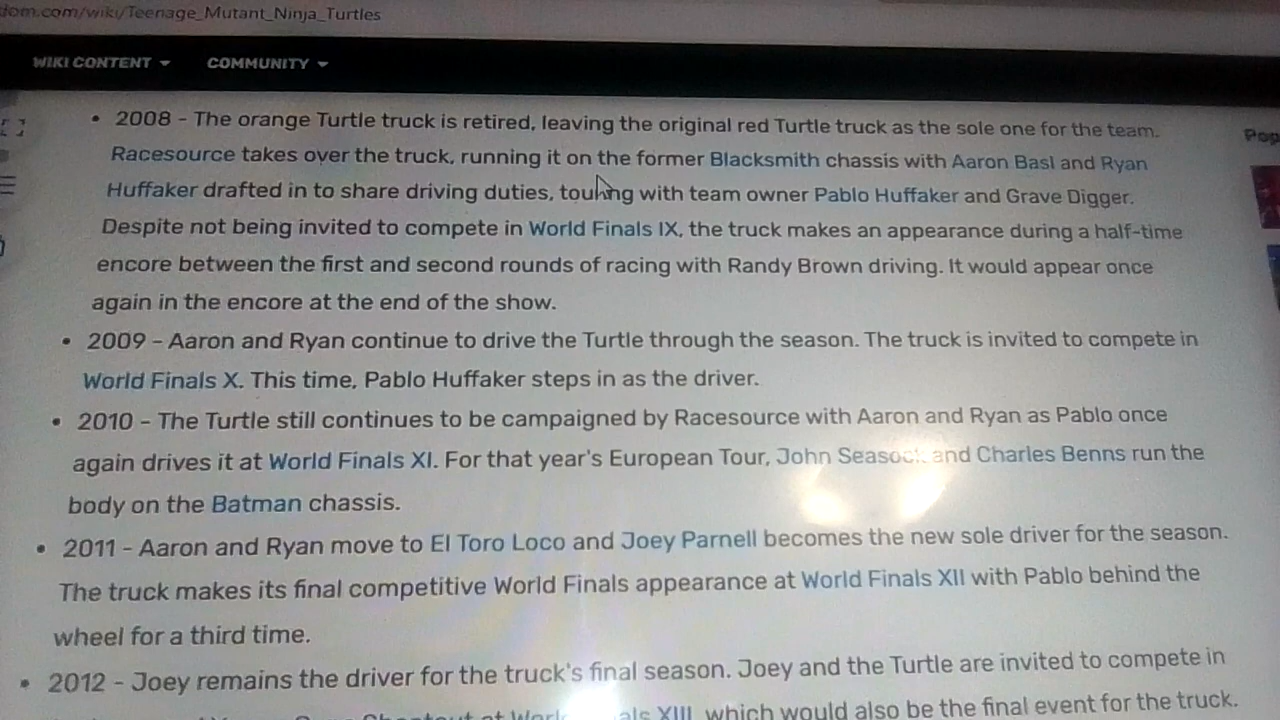 dom.com/wiki/Teenage_Mutant_Ninja_Turtles
WIKI CONTENT COMMUNITY
• 2008 - The orange Turtle truck is retired, leaving the original red Turtle truck as the sole one for the team.
Racesource takes over the truck, running it on the former Blacksmith chassis with Aaron Basl and Ryan
Huffaker drafted in to share driving duties, touring with team owner Pablo Huffaker and Grave Digger.
Despite not being invited to compete in World Finals IX, the truck makes an appearance during a half-time
encore between the first and second rounds of racing with Randy Brown driving. It would appear once
again in the encore at the end of the show.
• 2009 - Aaron and Ryan continue to drive the Turtle through the season. The truck is invited to compete in
World Finals X. This time, Pablo Huffaker steps in as the driver.
• 2010 - The Turtle still continues to be campaigned by Racesource with Aaron and Ryan as Pablo once
again drives it at World Finals XI. For that year's European Tour, John Seasock and Charles Benns run the
body on the Batman chassis.
• 2011 - Aaron and Ryan move to El Toro Loco and Joey Parnell becomes the new sole driver for the season.
The truck makes its final competitive World Finals appearance at World Finals XII with Pablo behind the
wheel for a third time.
• 2012 - Joey remains the driver for the truck's final season. Joey and the Turtle are invited to compete in
at World Finals XIII, which would also be the final event for the truck.